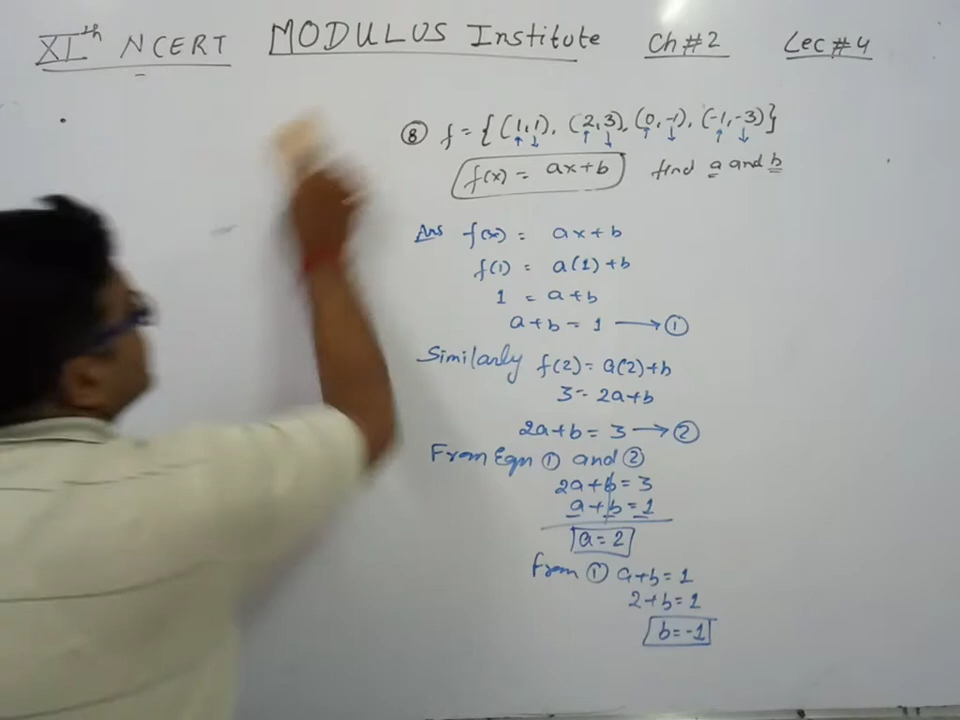 XIth NCERT MODULUS Institute Ch#2 Lec#4
⑧ f = {(1,1), (2,3), (0,-1), (-1,-3)}
f(x) = ax+b find a and b
Ans f(x) = ax+b
f(1) = a(1)+b
1 = a+b
a+b = 1 → ①
Similarly f(2) = a(2)+b
3 = 2a+b
2a+b = 3 → ②
From Eqn ① and ②
2a+b = 3
a+b = 1
a = 2
From ① a+b = 1
2+b = 1
b = -1